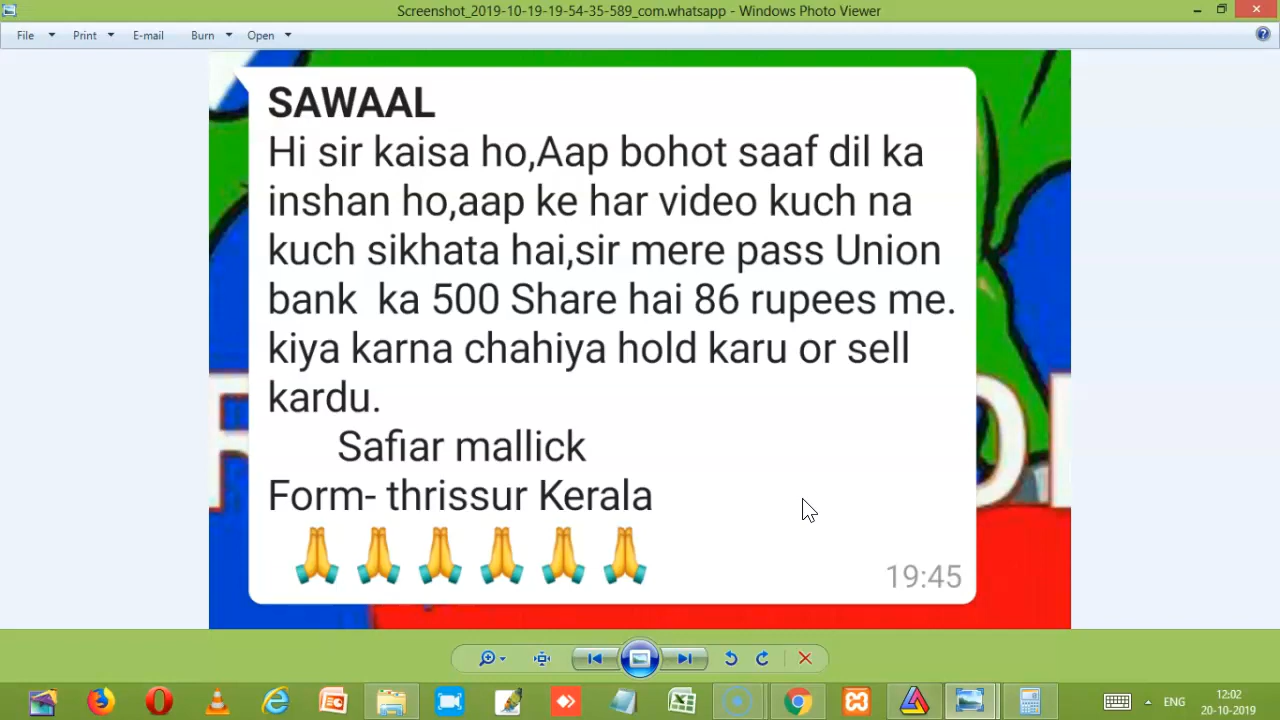 Screenshot_2019-10-19-19-54-35-589_com.whatsapp - Windows Photo Viewer
File Print E-mail Burn Open
SAWAAL
Hi sir kaisa ho,Aap bohot saaf dil ka
inshan ho,aap ke har video kuch na
kuch sikhata hai,sir mere pass Union
bank ka 500 Share hai 86 rupees me.
kiya karna chahiya hold karu or sell
kardu.
Safiar mallick
Form- thrissur Kerala
🙏 🙏 🙏 🙏 🙏 🙏
19:45
ENG
12:02
20-10-2019